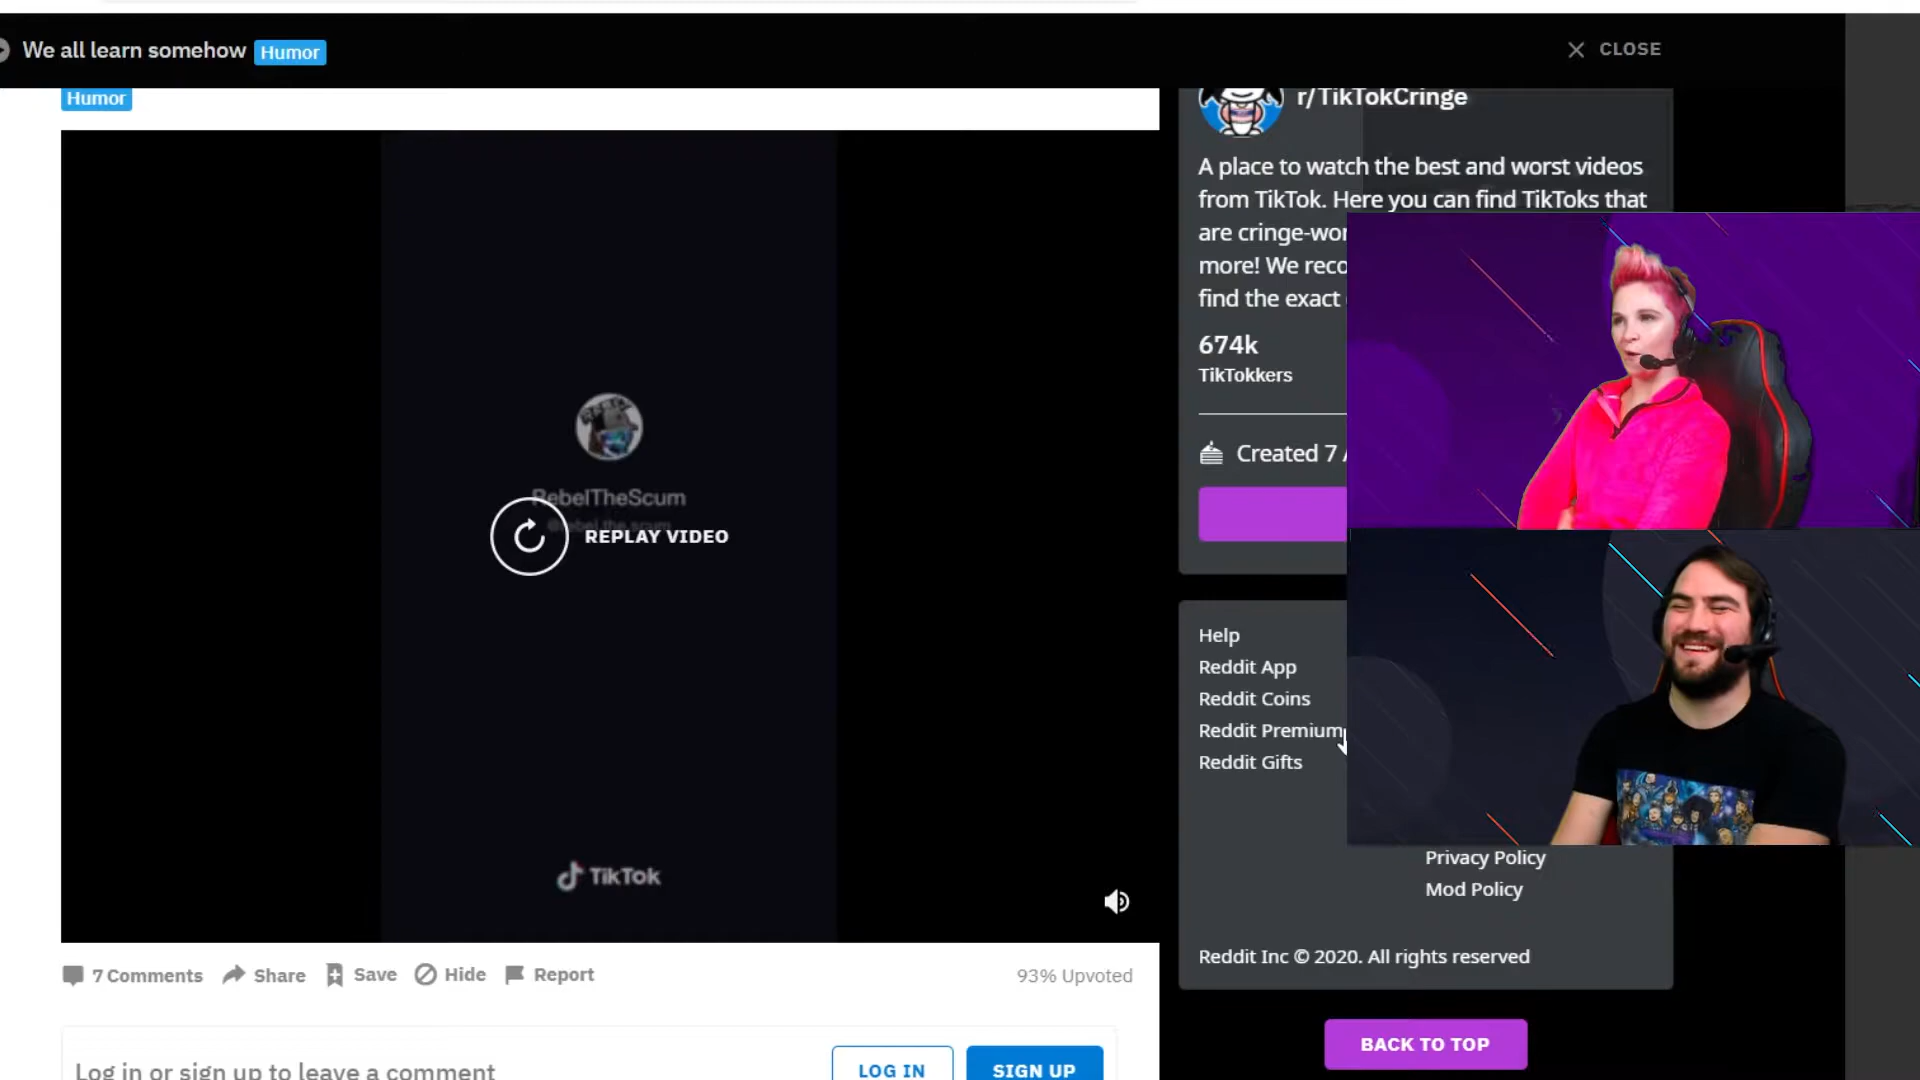 We all learn somehow Humor
CLOSE
Humor
RebelTheScum
REPLAY VIDEO
TikTok
7 Comments
Share
Save
Hide
Report
93% Upvoted
Log in or sign up to leave a comment
LOG IN
SIGN UP
r/TikTokCringe
A place to watch the best and worst videos
from TikTok. Here you can find TikToks that
are cringe-wor
more! We reco
find the exact
674k
TikTokkers
Created 7
Help
Reddit App
Reddit Coins
Reddit Premium
Reddit Gifts
Privacy Policy
Mod Policy
Reddit Inc © 2020. All rights reserved
BACK TO TOP